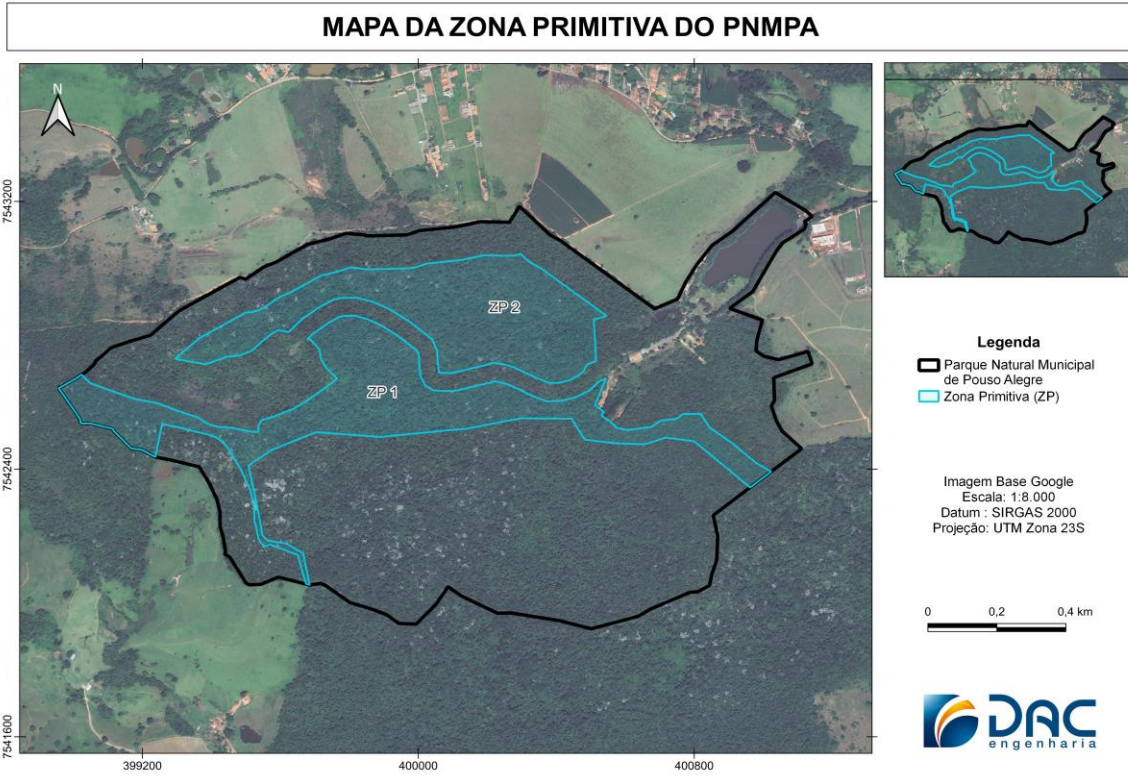 MAPA DA ZONA PRIMITIVA DO PNMPA
N
7543200
7542400
7541600
399200
400000
400800
ZP 2
ZP 1
Legenda
Parque Natural Municipal
de Pouso Alegre
Zona Primitiva (ZP)
Imagem Base Google
Escala: 1:8.000
Datum : SIRGAS 2000
Projeção: UTM Zona 23S
0 0,2 0,4 km
DAC
engenharia